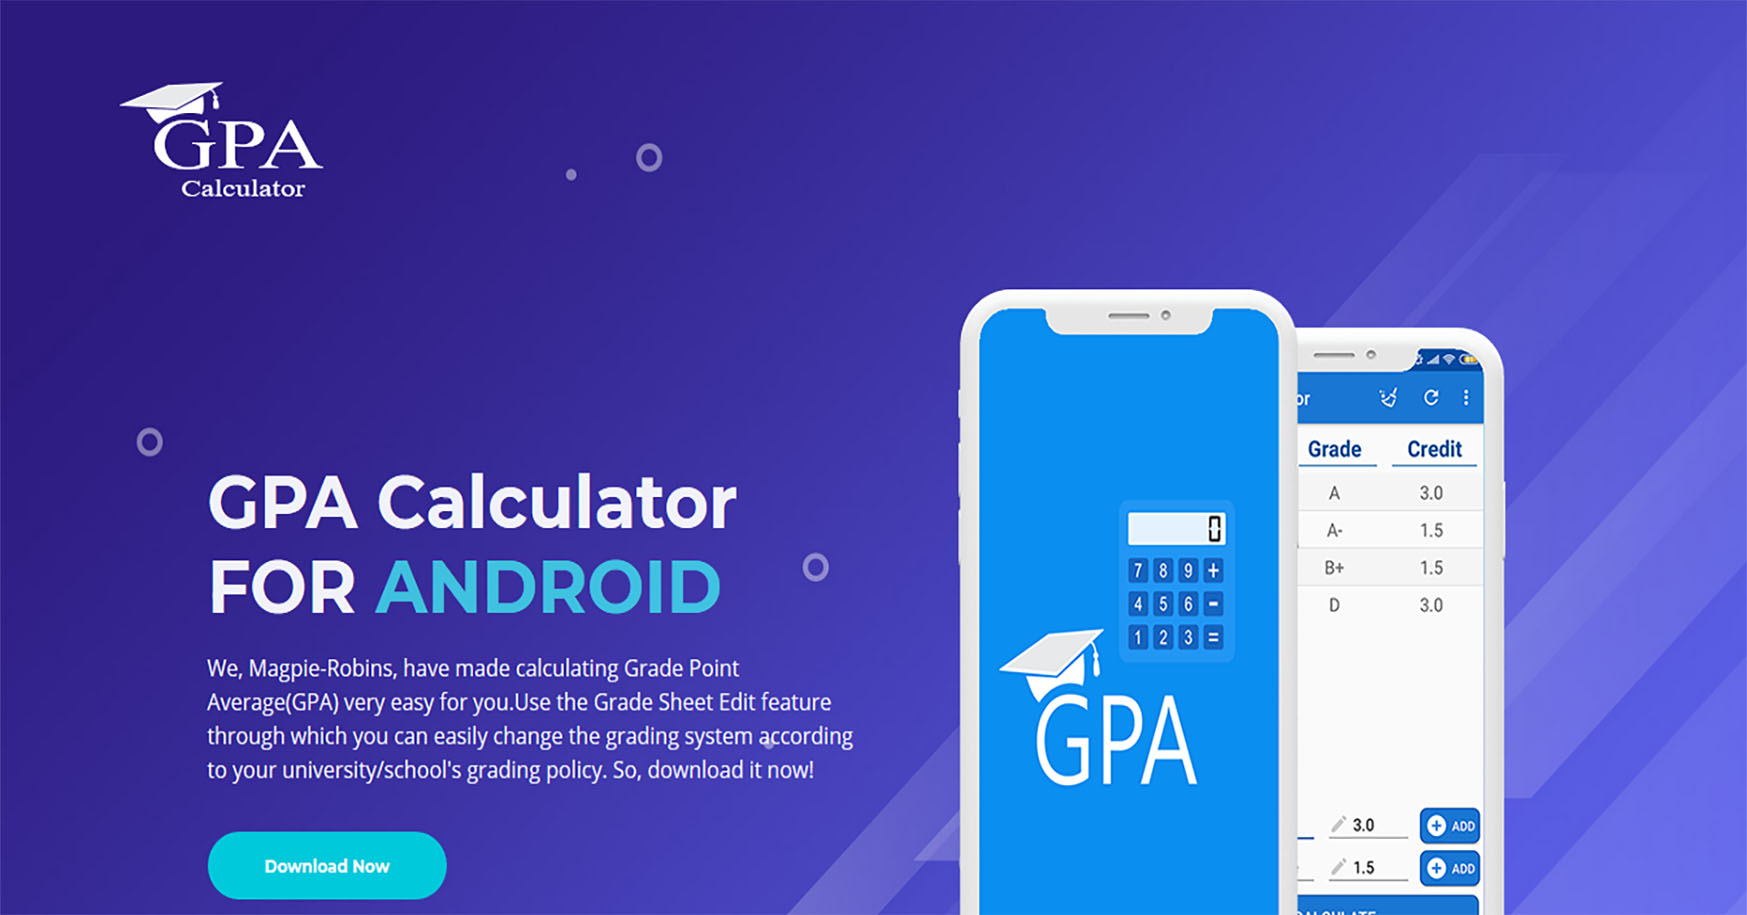 GPA
Calculator
GPA Calculator
FOR ANDROID
We, Magpie-Robins, have made calculating Grade Point
Average(GPA) very easy for you.Use the Grade Sheet Edit feature
through which you can easily change the grading system according
to your university/school's grading policy. So, download it now!
Download Now
0
7 8 9 +
4 5 6 -
1 2 3 =
GPA
or
Grade Credit
A 3.0
A- 1.5
B+ 1.5
D 3.0
3.0 ADD
1.5 ADD